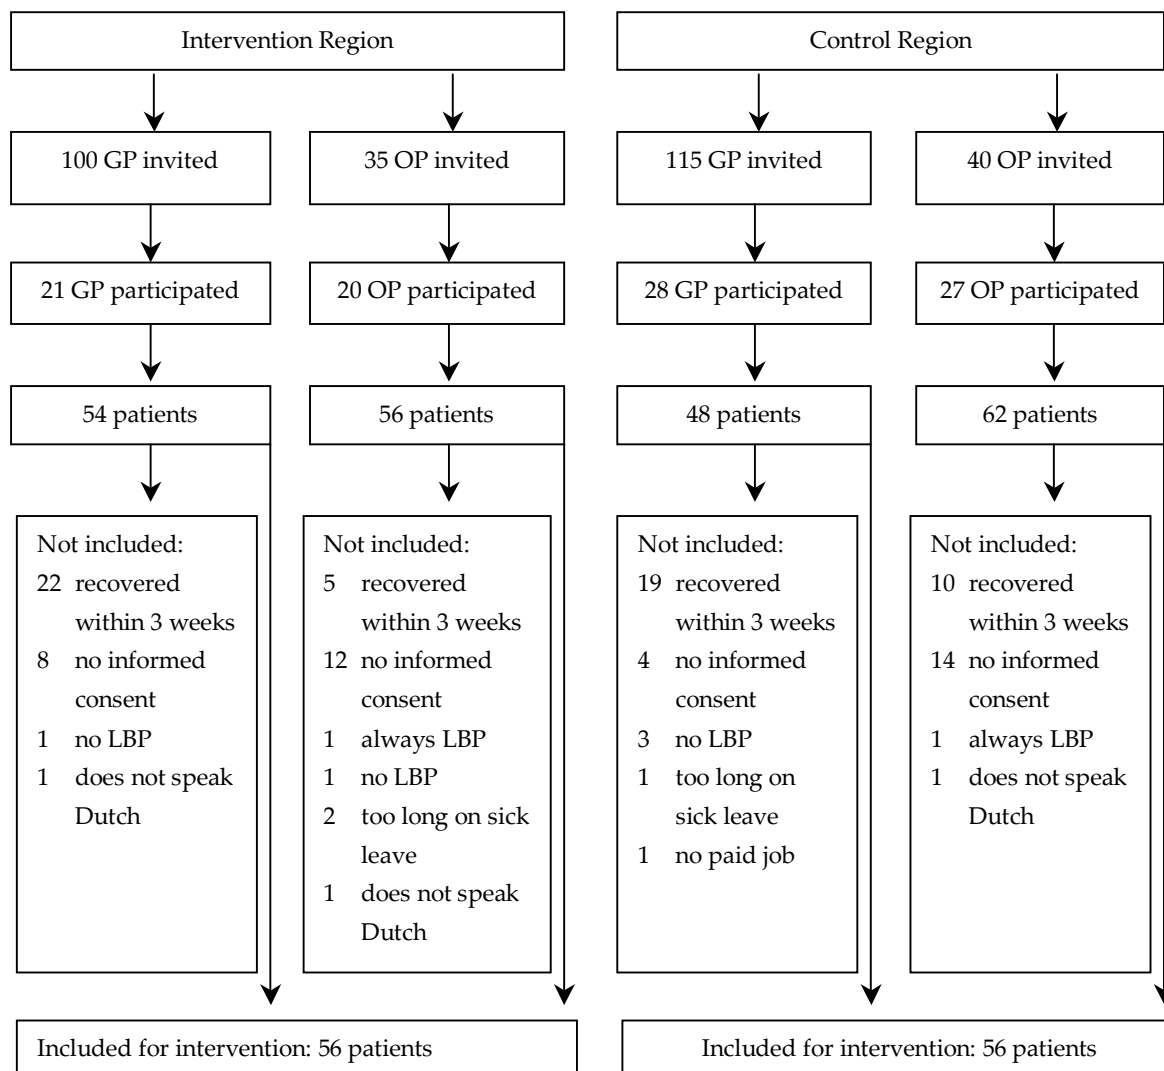 Intervention Region
Control Region
100 GP invited
35 OP invited
115 GP invited
40 OP invited
21 GP participated
20 OP participated
28 GP participated
27 OP participated
54 patients
56 patients
48 patients
62 patients
Not included:
22 recovered
within 3 weeks
8 no informed
consent
1 no LBP
1 does not speak
Dutch
Not included:
5 recovered
within 3 weeks
12 no informed
consent
1 always LBP
1 no LBP
2 too long on sick
leave
1 does not speak
Dutch
Not included:
19 recovered
within 3 weeks
4 no informed
consent
3 no LBP
1 too long on
sick leave
1 no paid job
Not included:
10 recovered
within 3 weeks
14 no informed
consent
1 always LBP
1 does not speak
Dutch
Included for intervention: 56 patients
Included for intervention: 56 patients